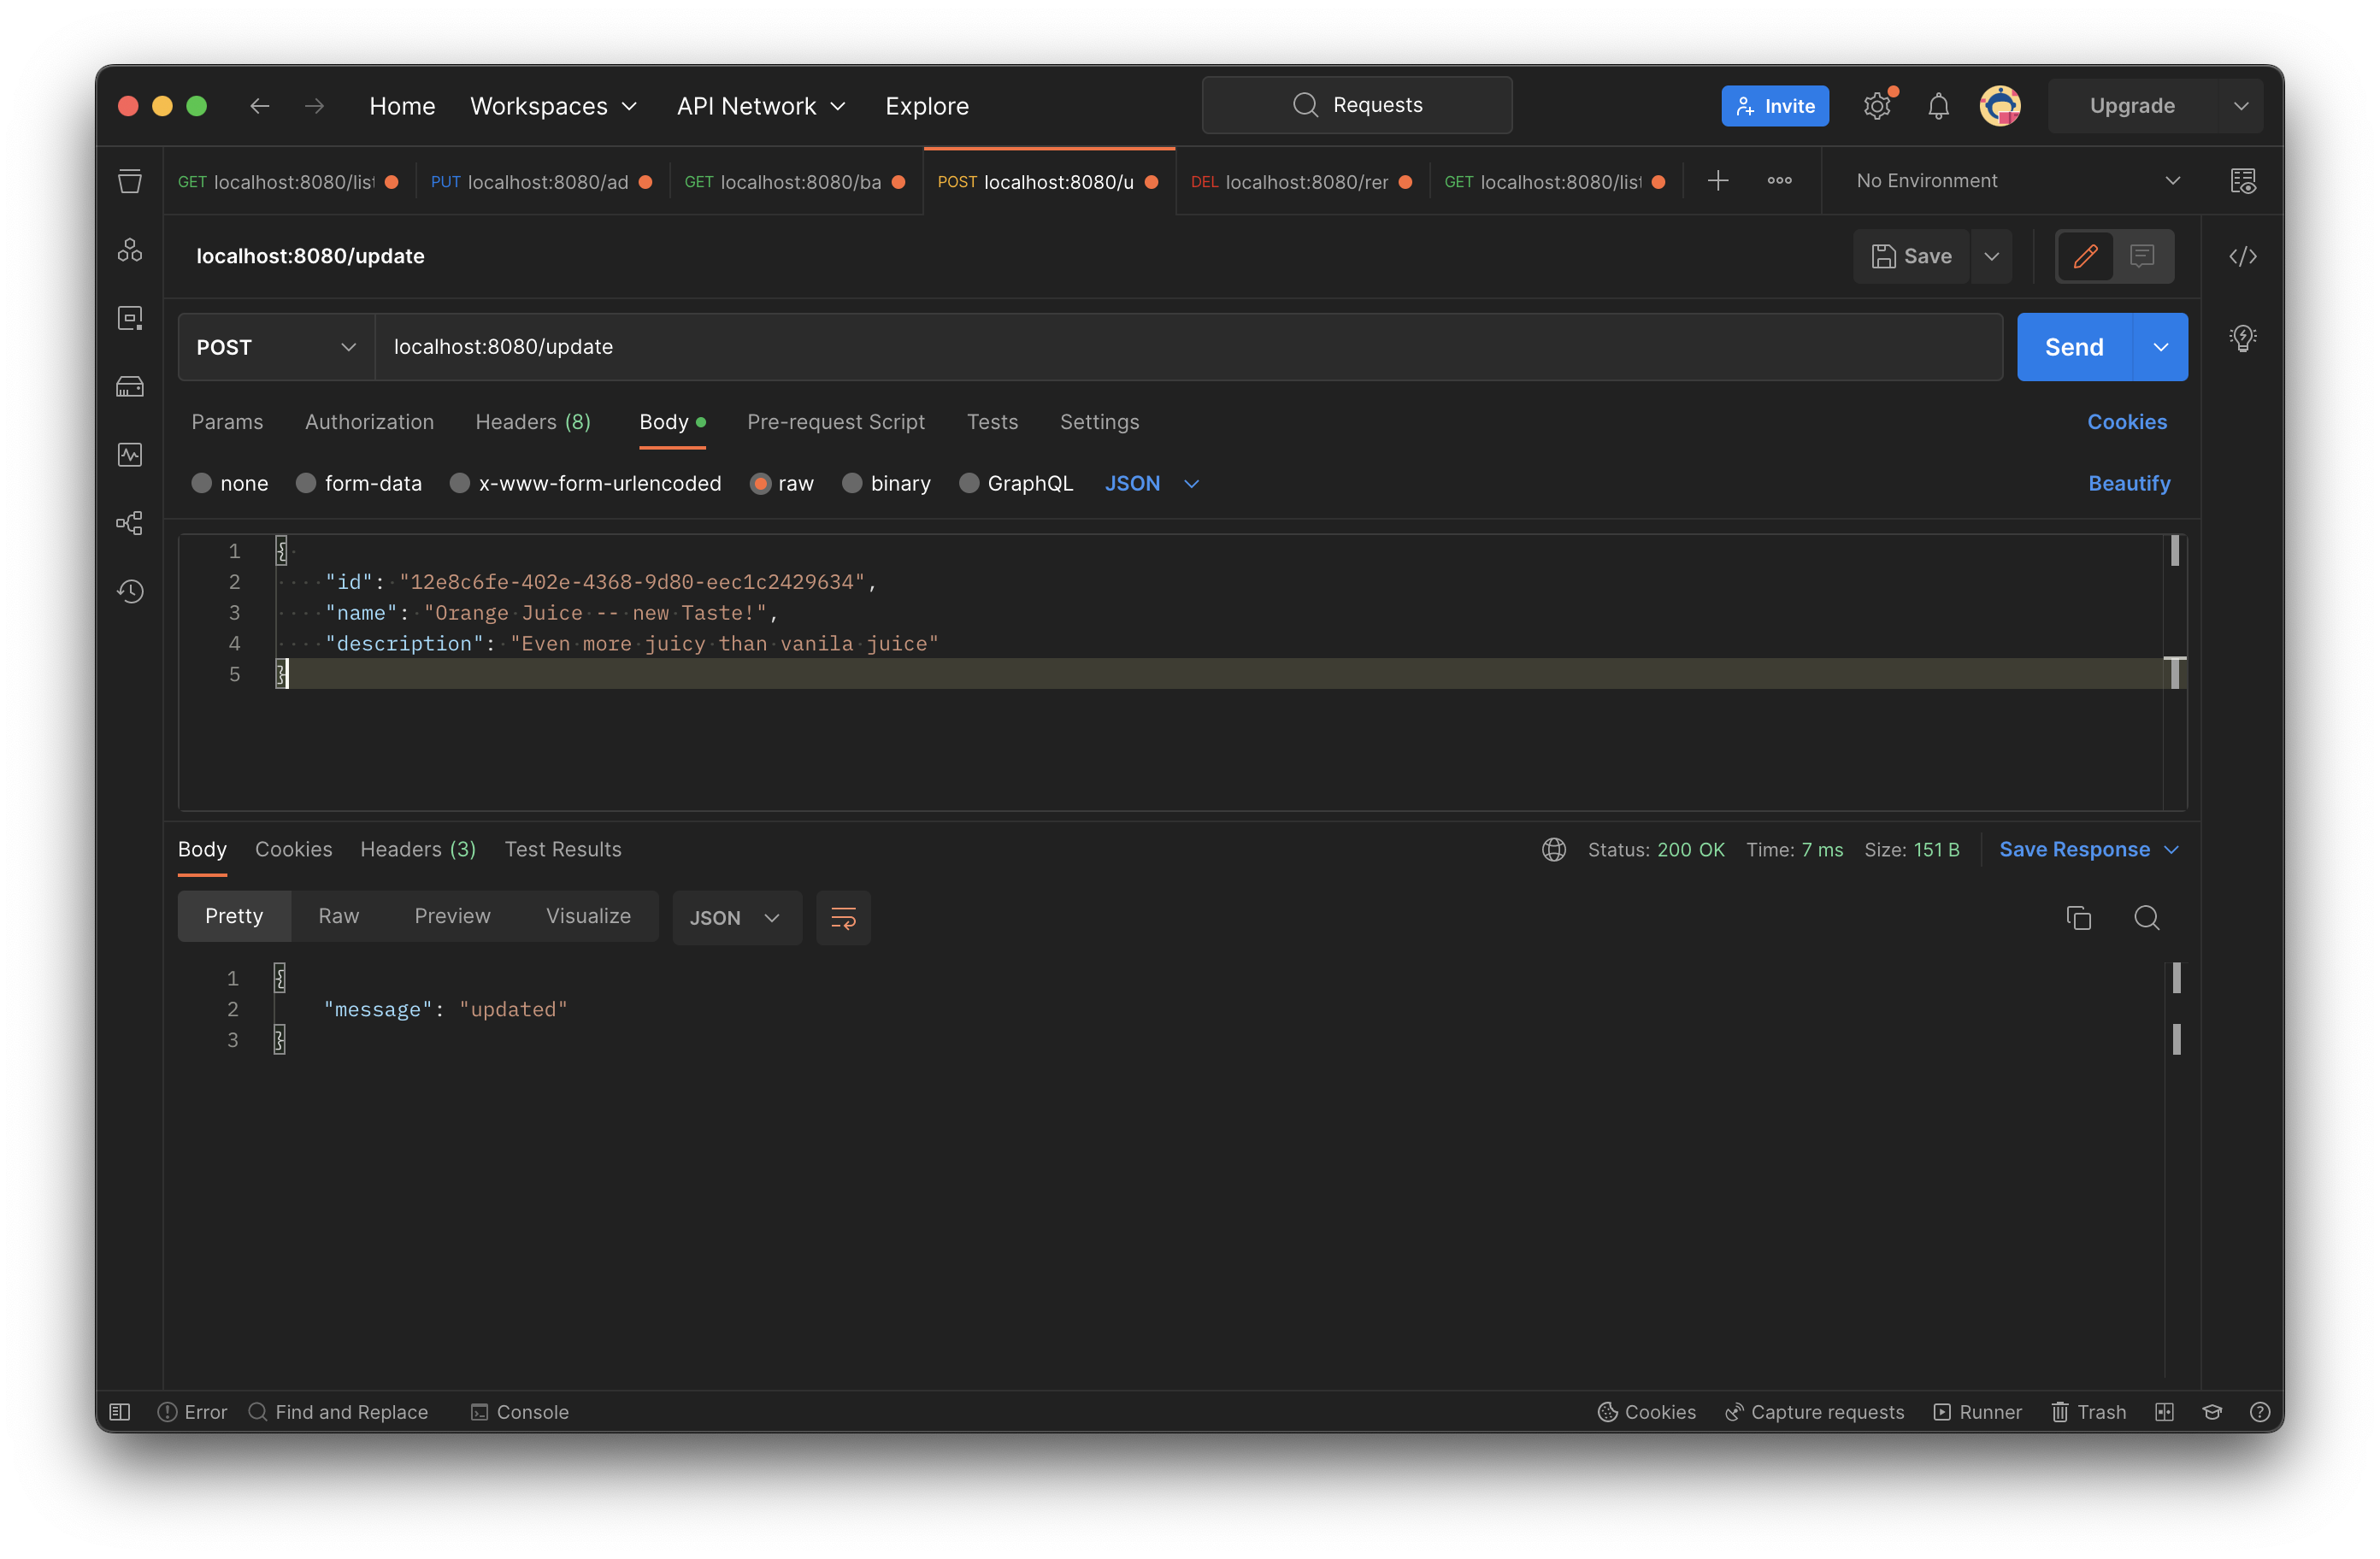 Home Workspaces API Network Explore Requests Invite Upgrade
GET localhost:8080/list PUT localhost:8080/ad GET localhost:8080/ba POST localhost:8080/u DEL localhost:8080/rer GET localhost:8080/list No Environment
localhost:8080/update Save
POST localhost:8080/update Send
Params Authorization Headers (8) Body Pre-request Script Tests Settings Cookies
none form-data x-www-form-urlencoded raw binary GraphQL JSON Beautify
1 {
2 "id": "12e8c6fe-402e-4368-9d80-eec1c2429634",
3 "name": "Orange Juice -- new Taste!",
4 "description": "Even more juicy than vanila juice"
5 }
Body Cookies Headers (3) Test Results Status: 200 OK Time: 7 ms Size: 151 B Save Response
Pretty Raw Preview Visualize JSON
1 {
2 "message": "updated"
3 }
Error Find and Replace Console Cookies Capture requests Runner Trash